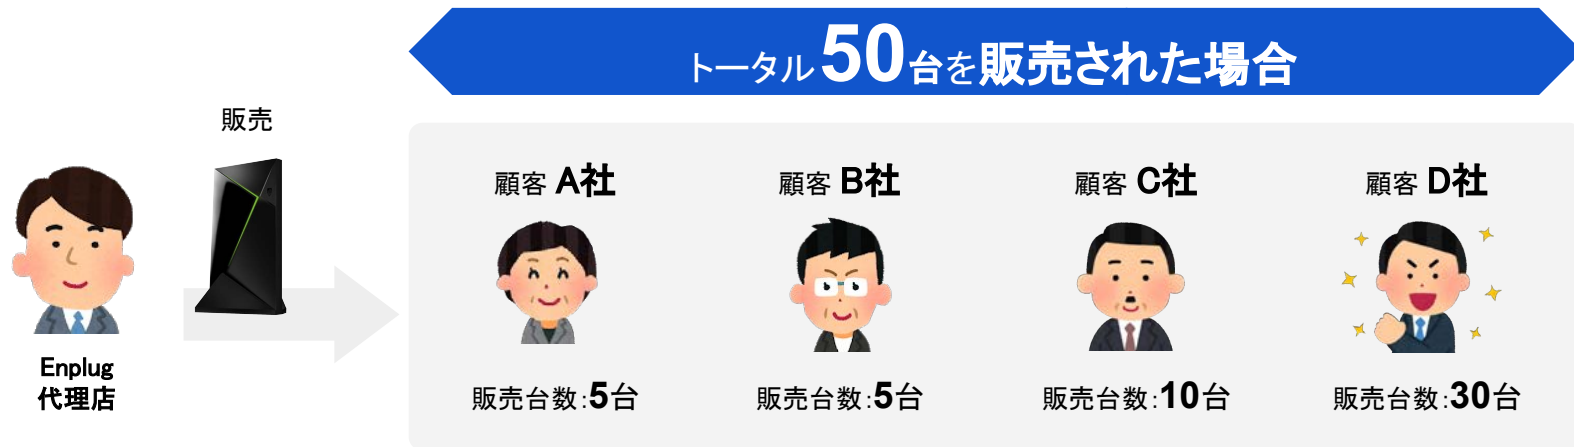 トータル50台を販売された場合
販売
顧客 A社
顧客 B社
顧客 C社
顧客 D社
Enplug
代理店
販売台数:5台
販売台数:5台
販売台数:10台
販売台数:30台